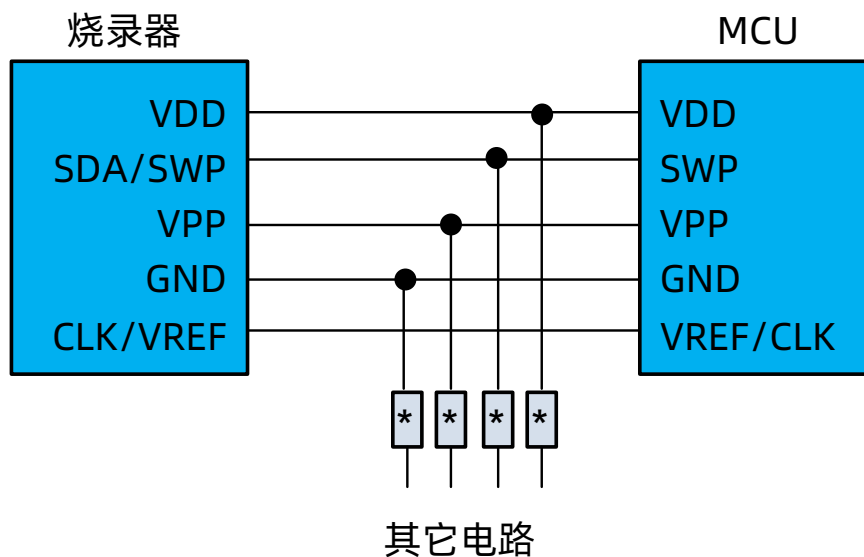 烧录器
MCU
VDD
SDA/SWP
VPP
GND
CLK/VREF
VDD
SWP
VPP
GND
VREF/CLK
* * * *
其它电路